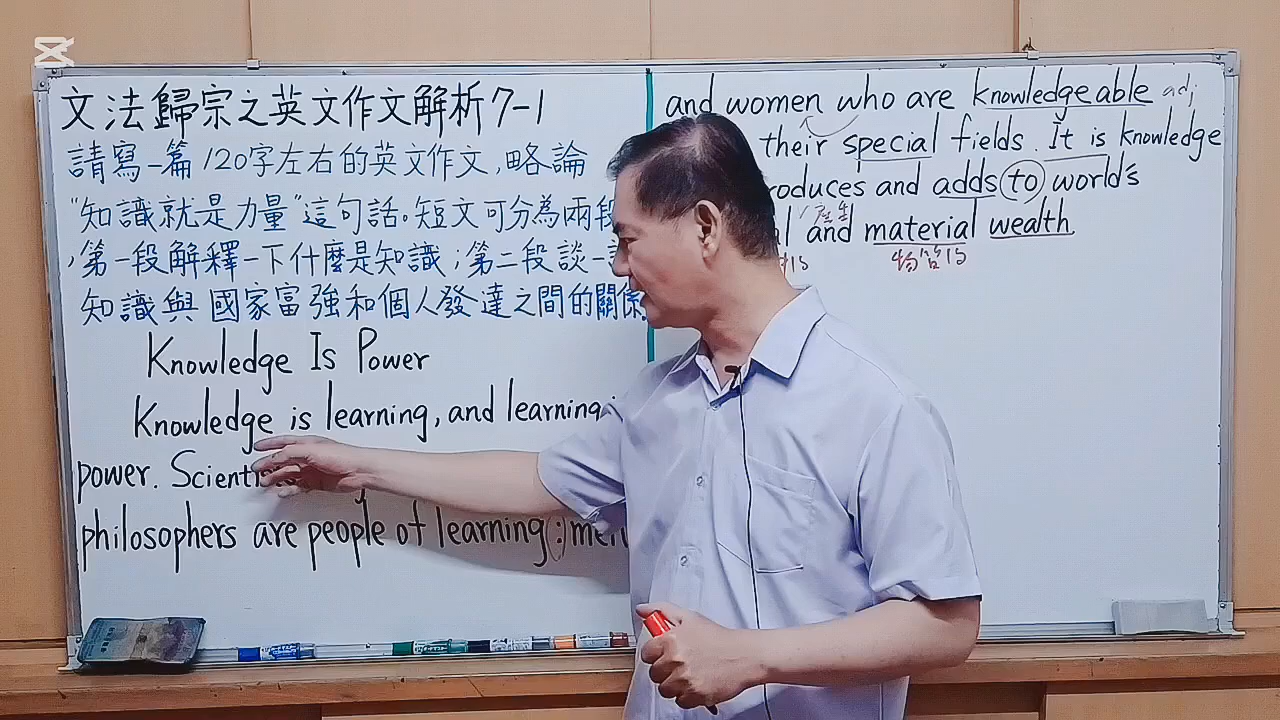 文法歸宗之英文作文解析7-1
請寫一篇120字左右的英文作文,略論
"知識就是力量"這句話。短文可分為兩段
,第一段解釋一下什麼是知識;第二段談一
知識與國家富強和個人發達之間的關係
Knowledge Is Power
Knowledge is learning, and learning
power.
philosophers are people of learning:
and women who are knowledgeable adj
their special fields. It is knowledge
and adds to world's
and material wealth.